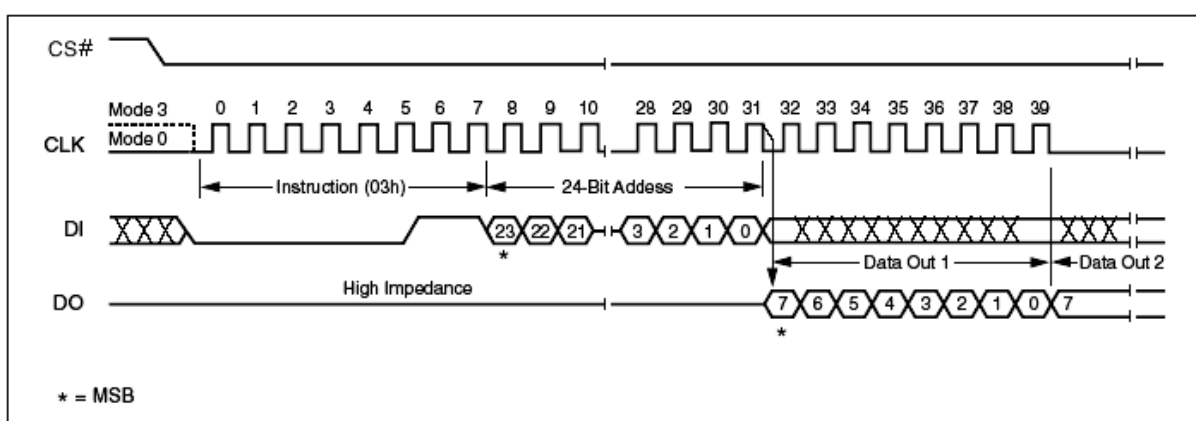 CS#
Mode 3
0 1 2 3 4 5 6 7 8 9 10 28 29 30 31 32 33 34 35 36 37 38 39
CLK
Mode 0
Instruction (03h)
24-Bit Addess
DI
23 22 21 3 2 1 0
*
Data Out 1
Data Out 2
High Impedance
DO
7 6 5 4 3 2 1 0 7
*
* = MSB